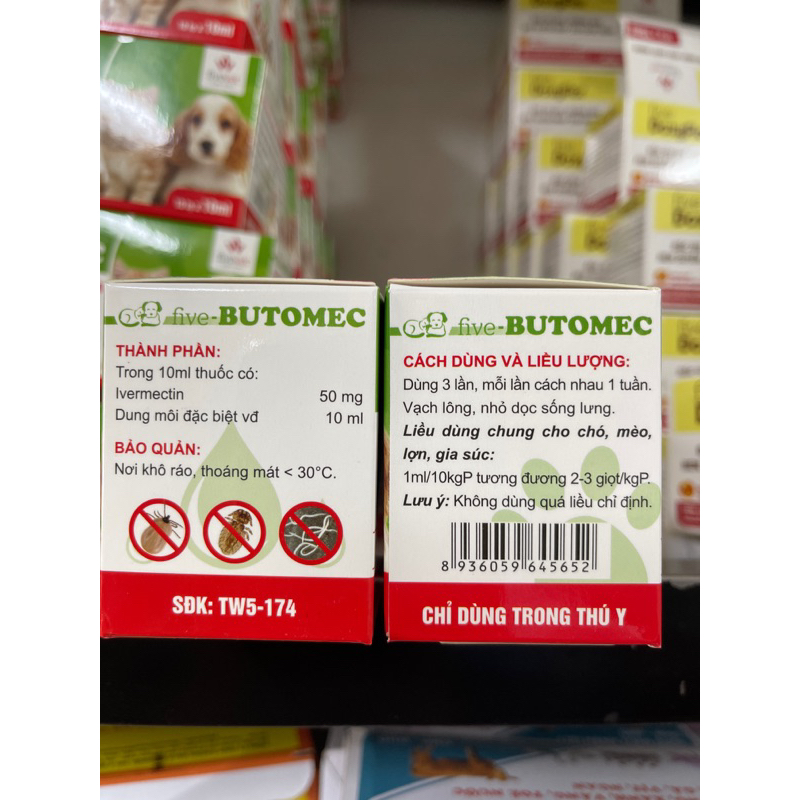 five-BUTOMEC
THÀNH PHẦN:
Trong 10ml thuốc có:
Ivermectin 50 mg
Dung môi đặc biệt vđ 10 ml
BẢO QUẢN:
Nơi khô ráo, thoáng mát < 30°C.
SĐK: TW5-174
five-BUTOMEC
CÁCH DÙNG VÀ LIỀU LƯỢNG:
Dùng 3 lần, mỗi lần cách nhau 1 tuần.
Vạch lông, nhỏ dọc sống lưng.
Liều dùng chung cho chó, mèo,
lợn, gia súc:
1ml/10kgP tương đương 2-3 giọt/kgP.
Lưu ý: Không dùng quá liều chỉ định.
8 936059 645652
CHỈ DÙNG TRONG THÚ Y